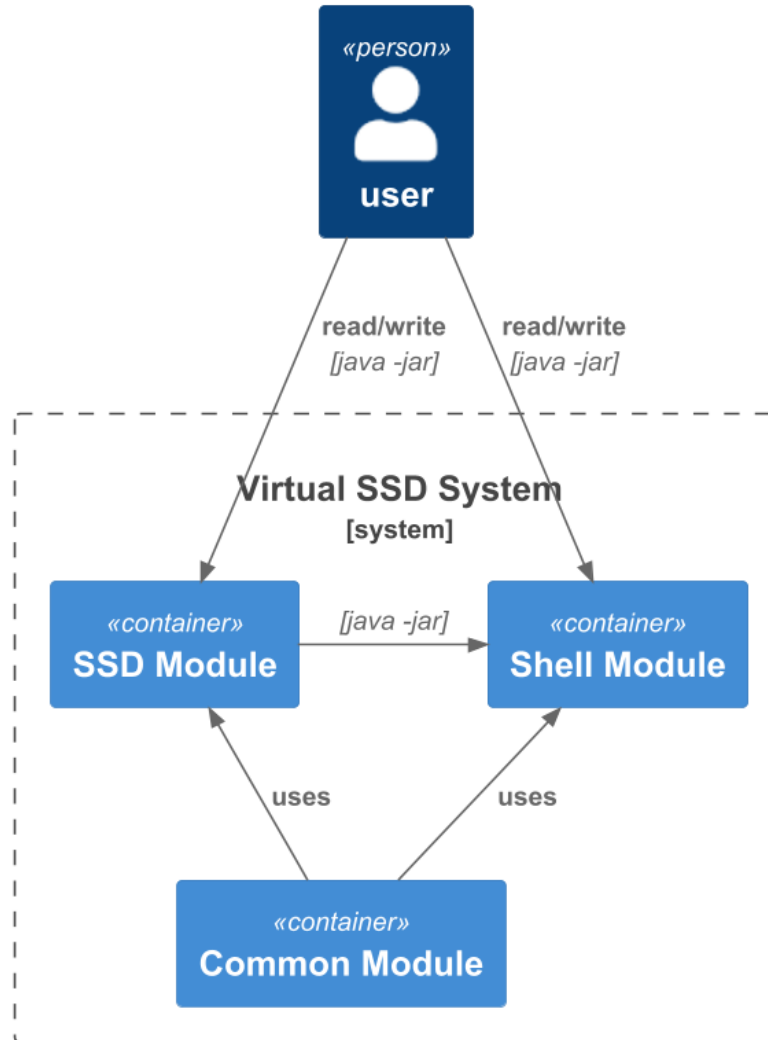 «person»
user
read/write
[java -jar]
read/write
[java -jar]
Virtual SSD System
[system]
«container»
SSD Module
[java -jar]
«container»
Shell Module
uses
uses
«container»
Common Module